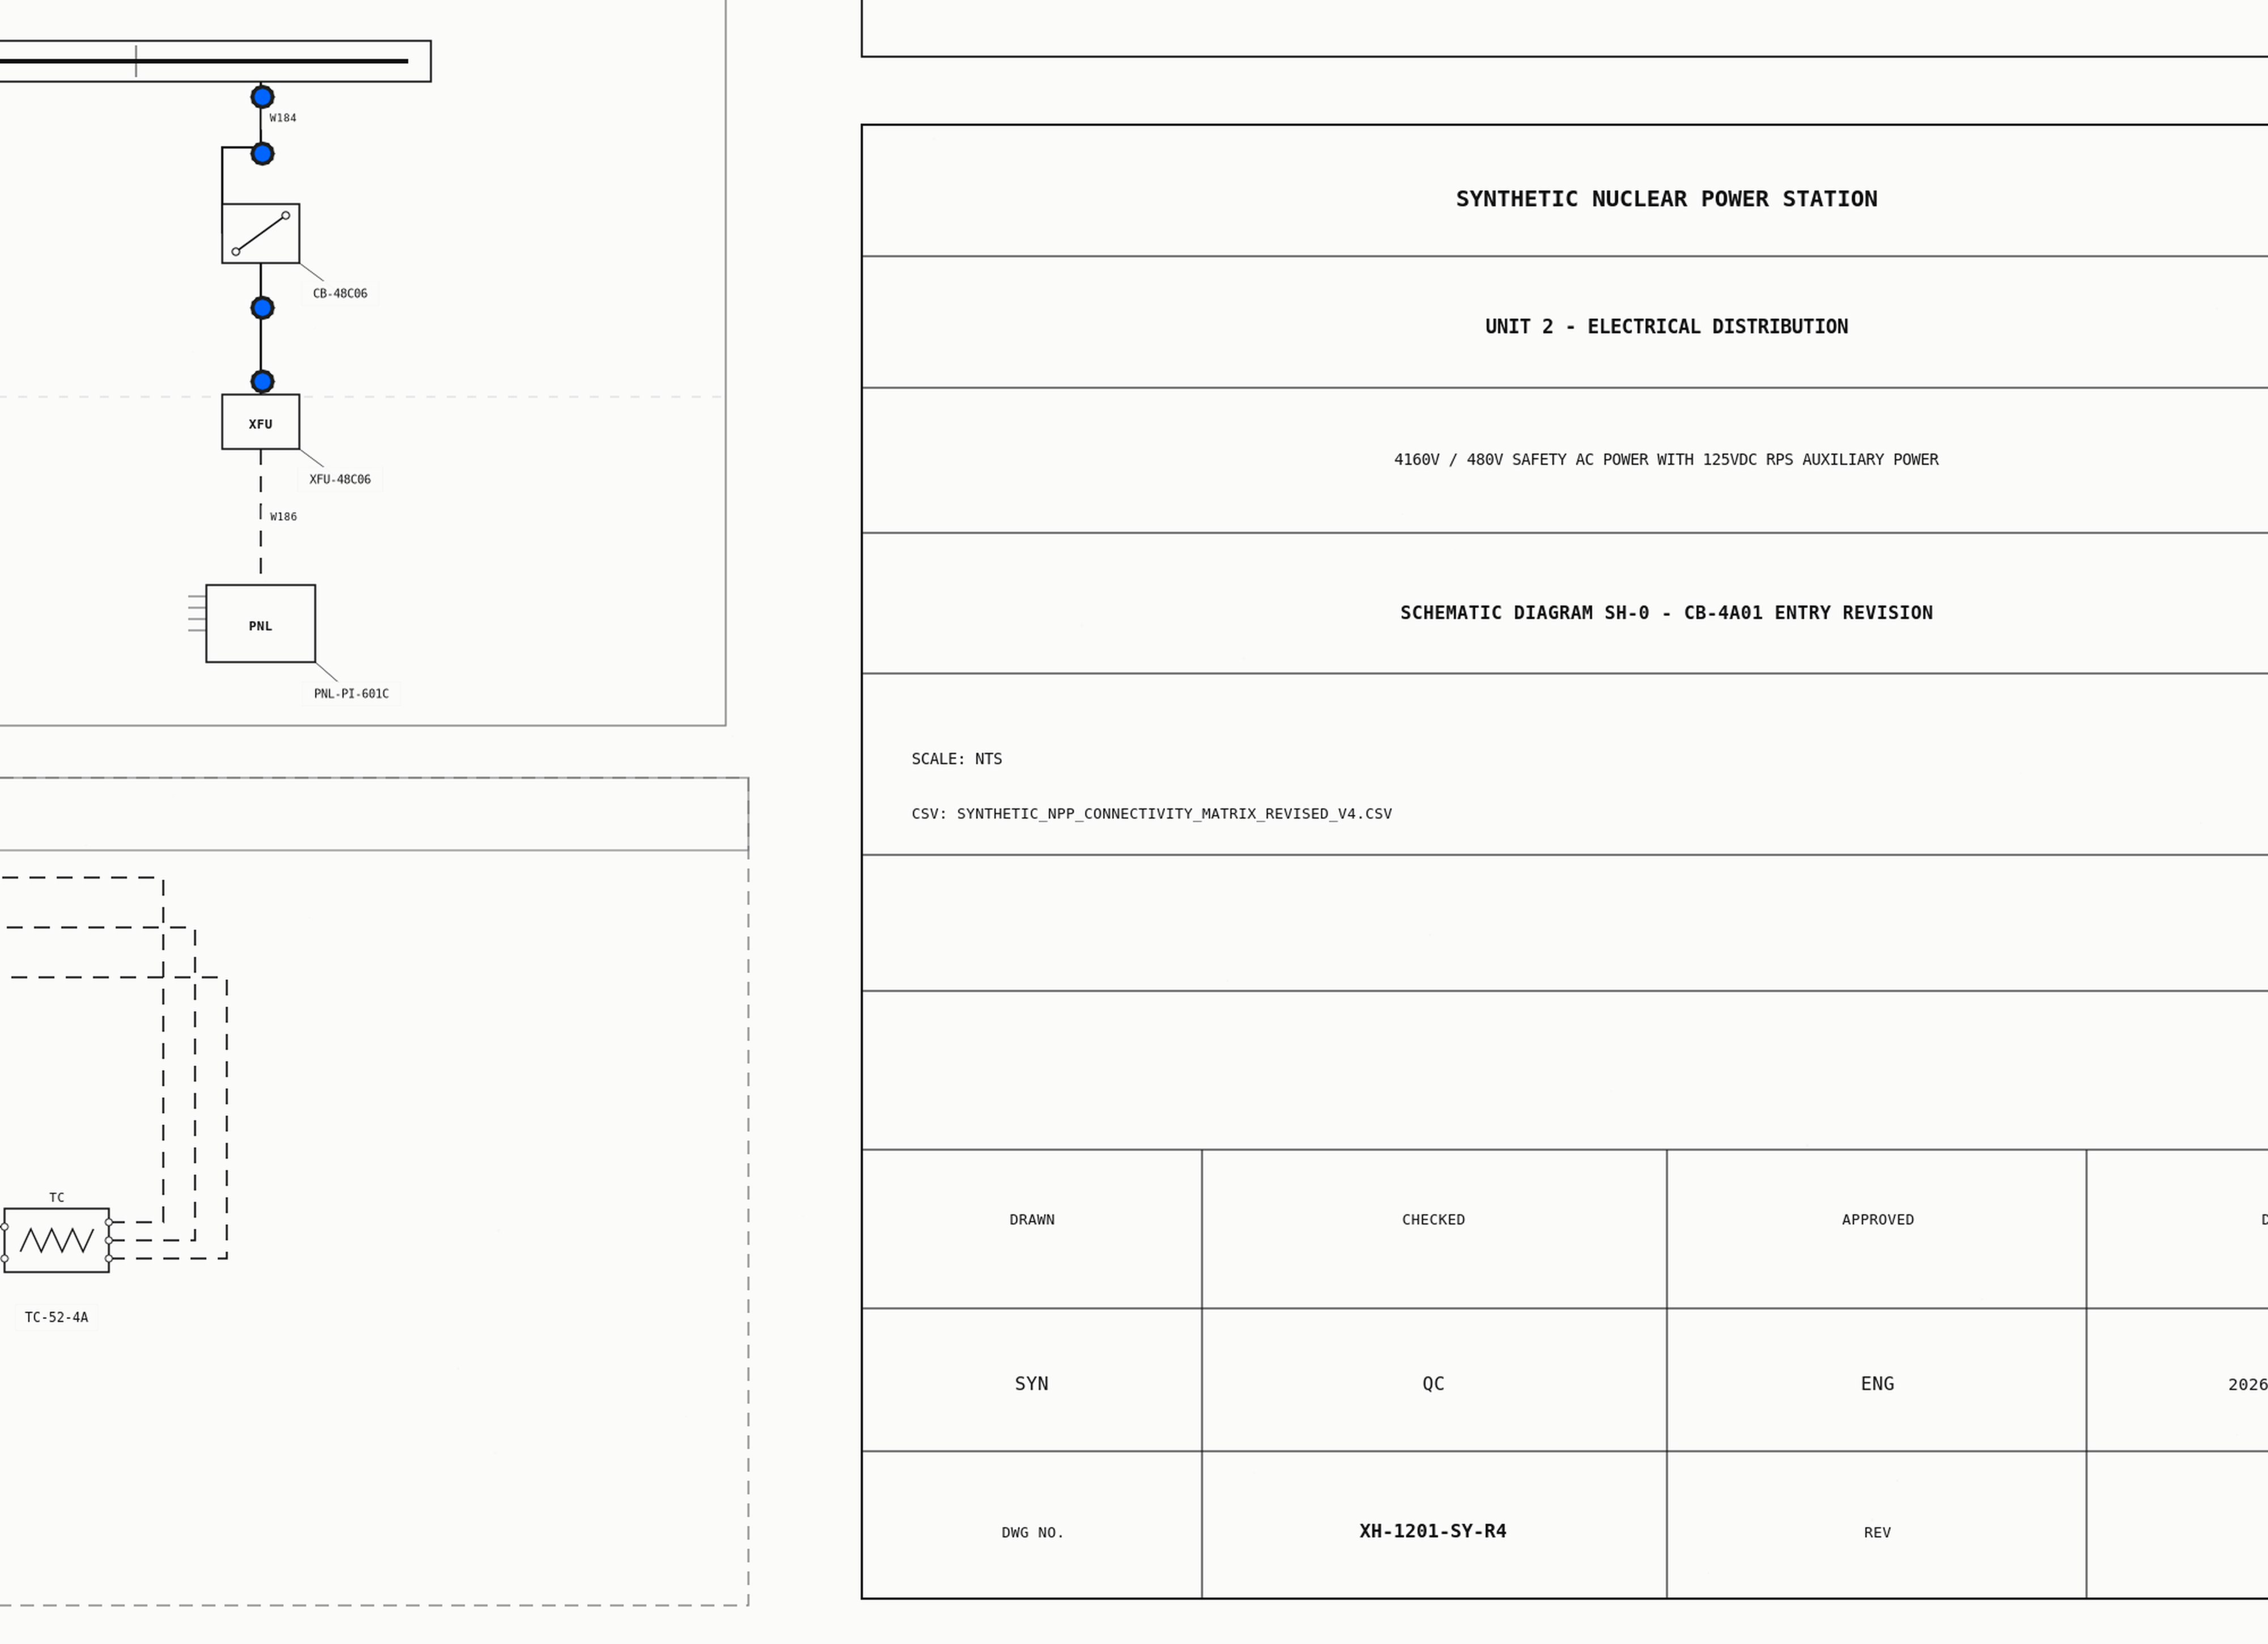 W184
CB-48C06
XFU
XFU-48C06
W186
PNL
PNL-PI-601C
TC
TC-52-4A
SYNTHETIC NUCLEAR POWER STATION
UNIT 2 - ELECTRICAL DISTRIBUTION
4160V / 480V SAFETY AC POWER WITH 125VDC RPS AUXILIARY POWER
SCHEMATIC DIAGRAM SH-0 - CB-4A01 ENTRY REVISION
SCALE: NTS
CSV: SYNTHETIC_NPP_CONNECTIVITY_MATRIX_REVISED_V4.CSV
DRAWN CHECKED APPROVED
SYN QC ENG 2026
DWG NO. XH-1201-SY-R4 REV